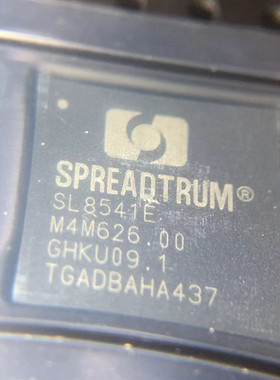 SPREADTRUM®
SL8541E
M4M626.00
GHKU09.1
TGADBAHA437